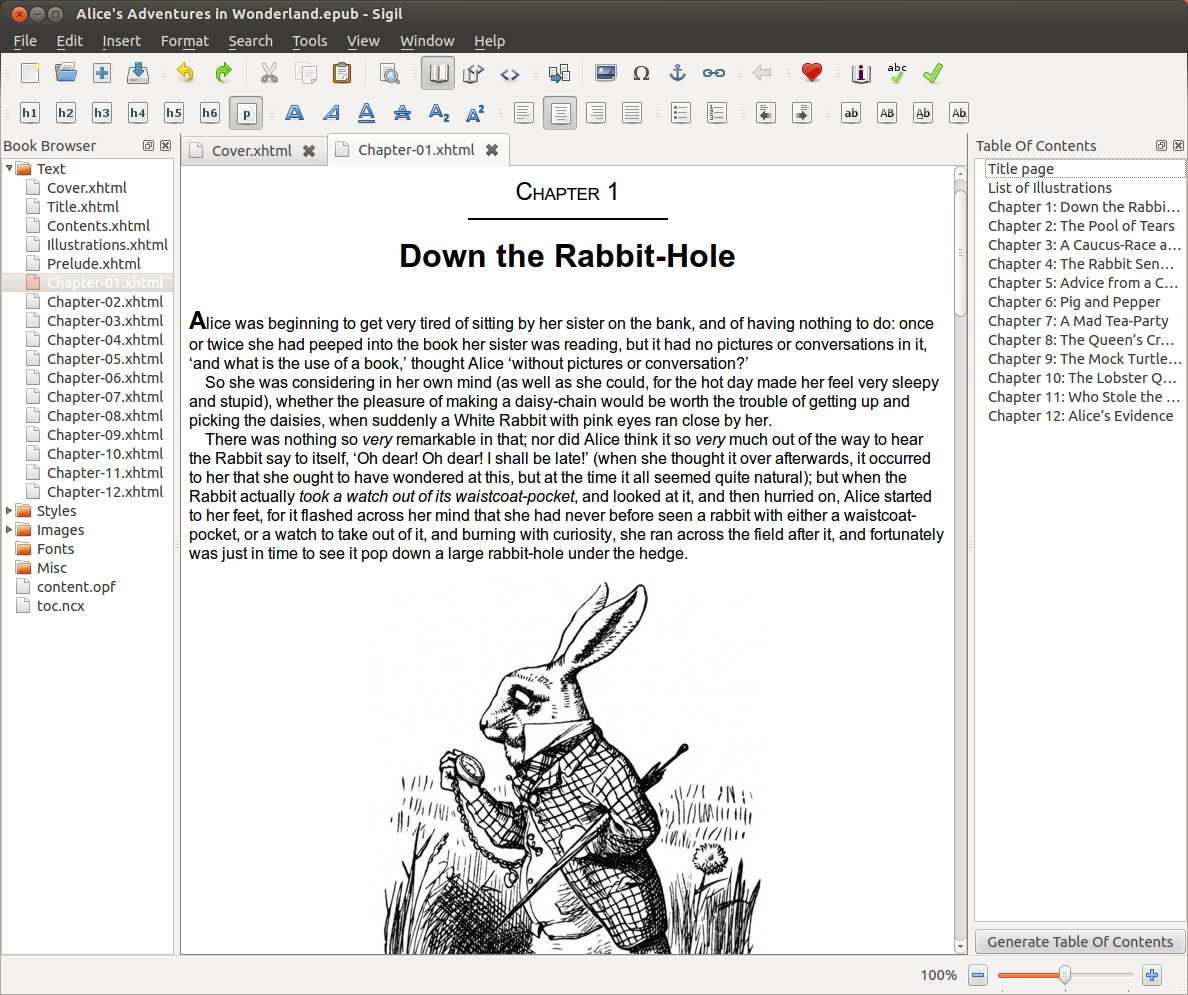 Alice's Adventures in Wonderland.epub - Sigil
File Edit Insert Format Search Tools View Window Help
abc
h1 h2 h3 h4 h5 h6 p A A A A A2 A2 ab AB Ab Ab
Book Browser
Text
Cover.xhtml
Title.xhtml
Contents.xhtml
Illustrations.xhtml
Prelude.xhtml
Chapter-01.xhtml
Chapter-02.xhtml
Chapter-03.xhtml
Chapter-04.xhtml
Chapter-05.xhtml
Chapter-06.xhtml
Chapter-07.xhtml
Chapter-08.xhtml
Chapter-09.xhtml
Chapter-10.xhtml
Chapter-11.xhtml
Chapter-12.xhtml
Styles
Images
Fonts
Misc
content.opf
toc.ncx
Cover.xhtml Chapter-01.xhtml
Chapter 1
Down the Rabbit-Hole
Alice was beginning to get very tired of sitting by her sister on the bank, and of having nothing to do: once
or twice she had peeped into the book her sister was reading, but it had no pictures or conversations in it,
‘and what is the use of a book,’ thought Alice ‘without pictures or conversation?’
So she was considering in her own mind (as well as she could, for the hot day made her feel very sleepy
and stupid), whether the pleasure of making a daisy-chain would be worth the trouble of getting up and
picking the daisies, when suddenly a White Rabbit with pink eyes ran close by her.
There was nothing so very remarkable in that; nor did Alice think it so very much out of the way to hear
the Rabbit say to itself, ‘Oh dear! Oh dear! I shall be late!’ (when she thought it over afterwards, it occurred
to her that she ought to have wondered at this, but at the time it all seemed quite natural); but when the
Rabbit actually took a watch out of its waistcoat-pocket, and looked at it, and then hurried on, Alice started
to her feet, for it flashed across her mind that she had never before seen a rabbit with either a waistcoat-
pocket, or a watch to take out of it, and burning with curiosity, she ran across the field after it, and fortunately
was just in time to see it pop down a large rabbit-hole under the hedge.
Table Of Contents
Title page
List of Illustrations
Chapter 1: Down the Rabbi...
Chapter 2: The Pool of Tears
Chapter 3: A Caucus-Race a...
Chapter 4: The Rabbit Sen...
Chapter 5: Advice from a C...
Chapter 6: Pig and Pepper
Chapter 7: A Mad Tea-Party
Chapter 8: The Queen’s Cr...
Chapter 9: The Mock Turtle...
Chapter 10: The Lobster Q...
Chapter 11: Who Stole the ...
Chapter 12: Alice’s Evidence
Generate Table Of Contents
100%